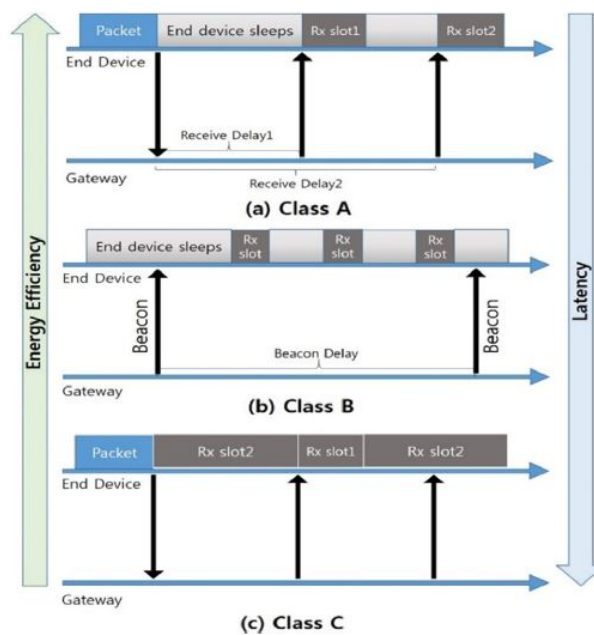 Packet End device sleeps Rx slot1 Rx slot2
End Device
Receive Delay1
Gateway
Receive Delay2
(a) Class A
End device sleeps Rx slot Rx slot Rx slot
End Device
Beacon Beacon
Beacon Delay
Gateway
(b) Class B
Packet Rx slot2 Rx slot1 Rx slot2
End Device
Gateway
(c) Class C
Energy Efficiency
Latency